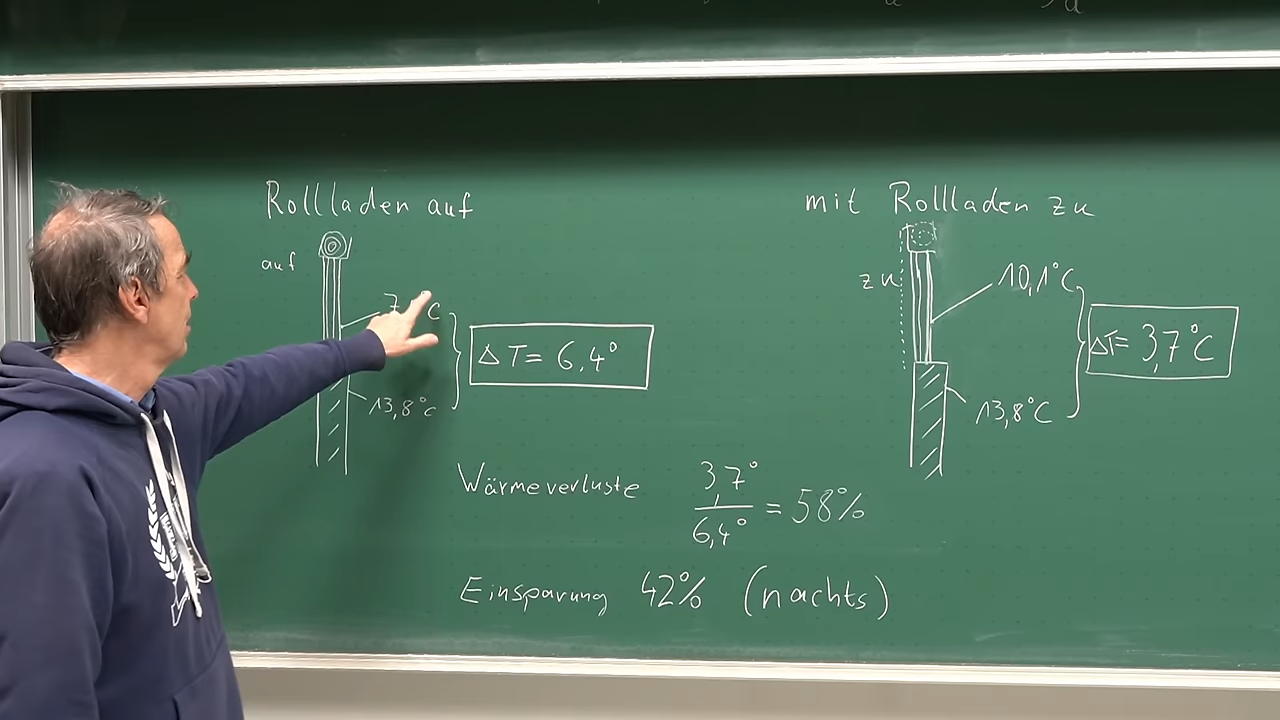 Rollladen auf
auf
7 °C
13,8°C
ΔT= 6,4°
mit Rollladen zu
zu
10,1°C
13,8°C
ΔT= 3,7°C
Wärmeverluste 3,7° / 6,4° = 58%
Einsparung 42% (nachts)